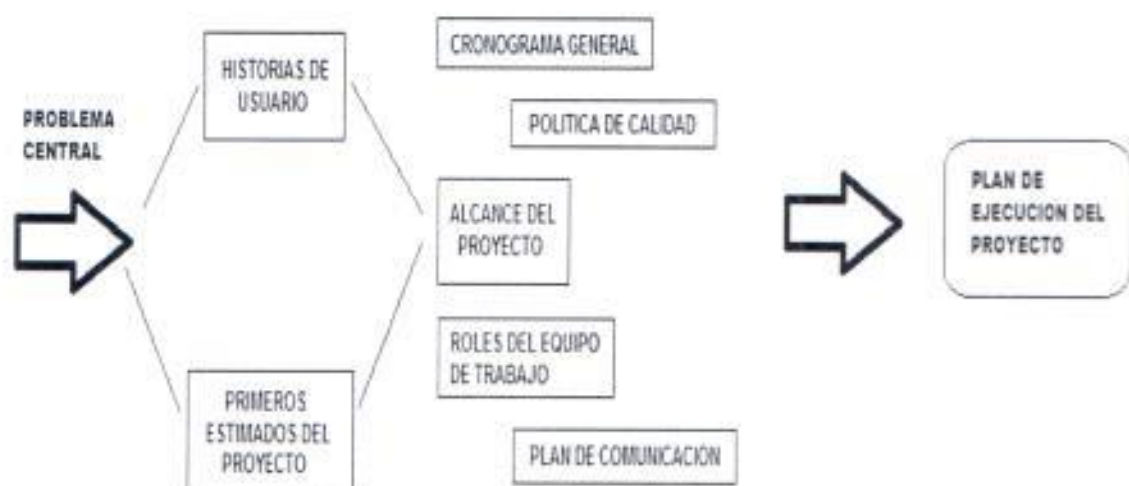 PROBLEMA
CENTRAL
HISTORIAS DE
USUARIO
PRIMEROS
ESTIMADOS DEL
PROYECTO
CRONOGRAMA GENERAL
POLITICA DE CALIDAD
ALCANCE DEL
PROYECTO
ROLES DEL EQUIPO
DE TRABAJO
PLAN DE COMUNICACION
PLAN DE
EJECUCION DEL
PROYECTO